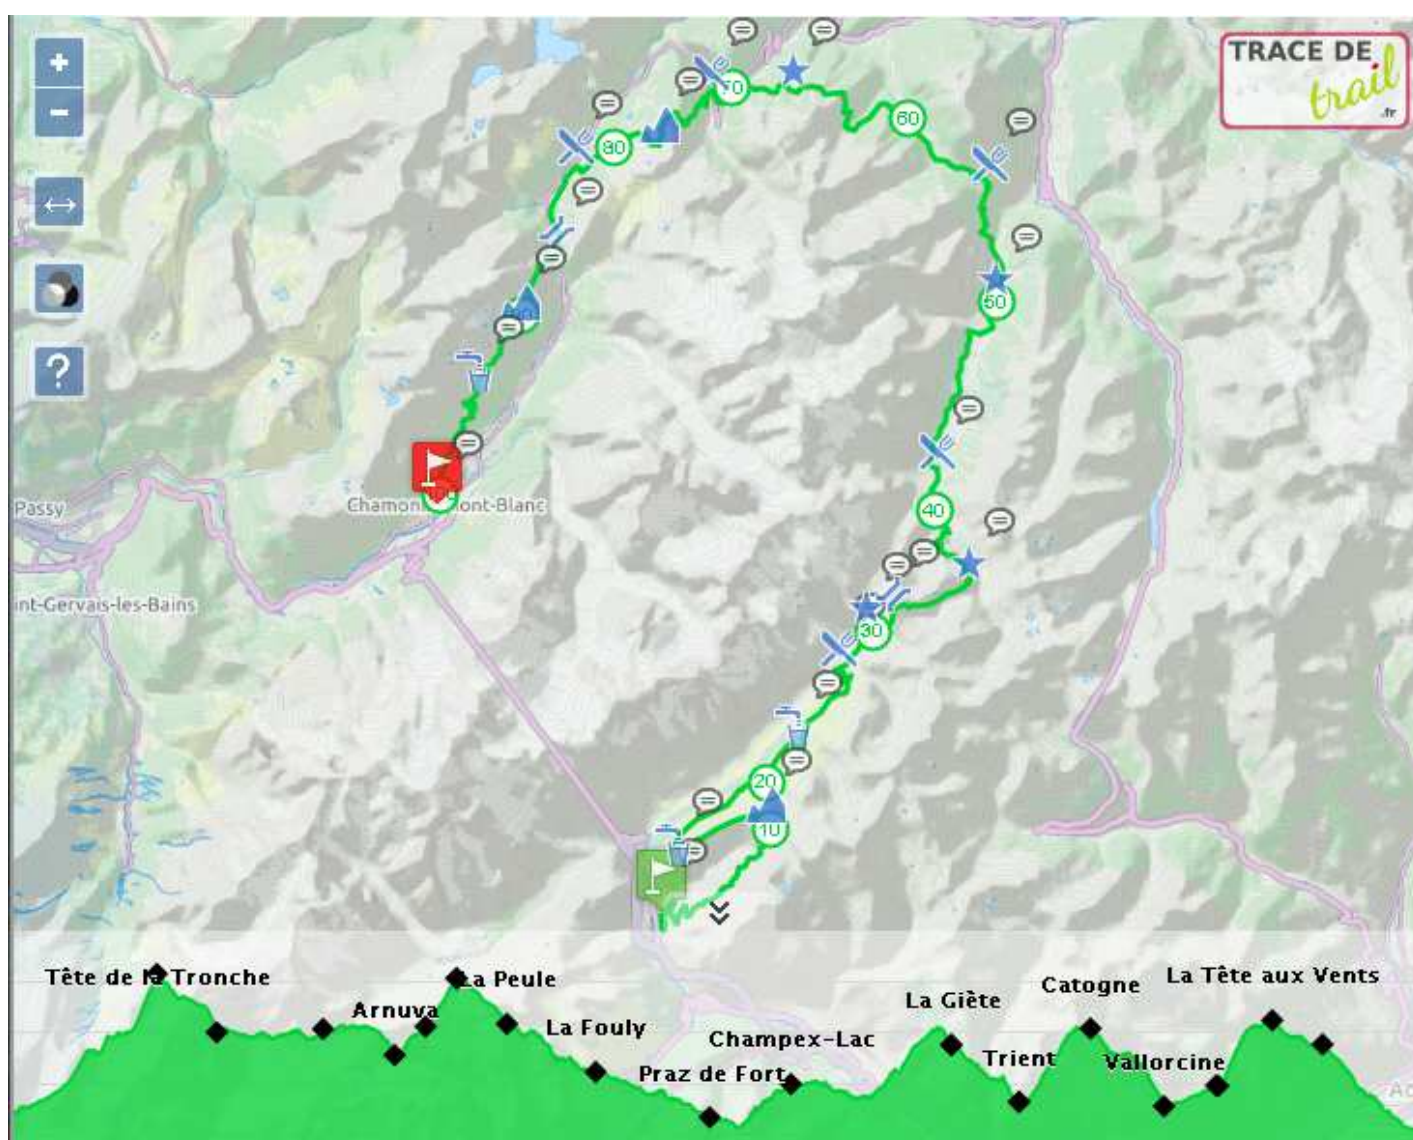 +
TRACE DE
trail
.fr
-
70
60
80
?
50
Passy
Chamon Mont-Blanc
40
int-Gervais-les-Bains
30
20
10
Tête de la Tronche
La Peule
La Tête aux Vents
Catogne
La Giète
Arnuva
La Fouly
Champex-Lac
Trient
Vallorcine
Praz de Fort